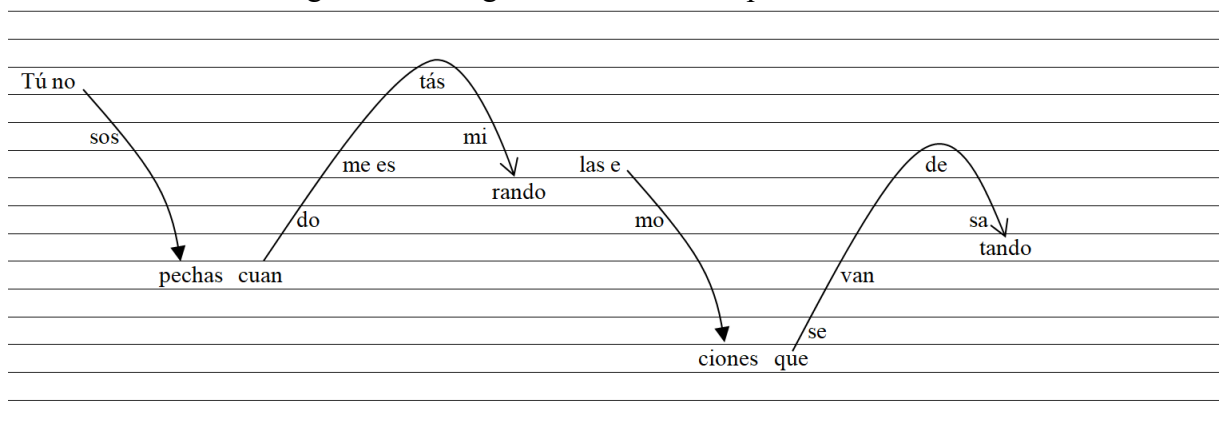 Tú no sos pechas cuan do me es tás mi rando
las e mo ciones que se van de sa tando